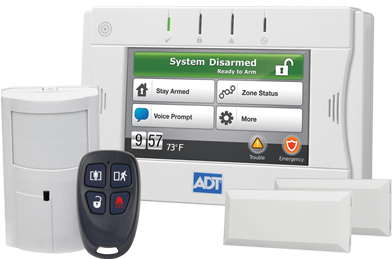 System Disarmed
Ready to Arm
Stay Armed
Zone Status
Voice Prompt
More
9 57
73°F
Trouble
Emergency
ADT